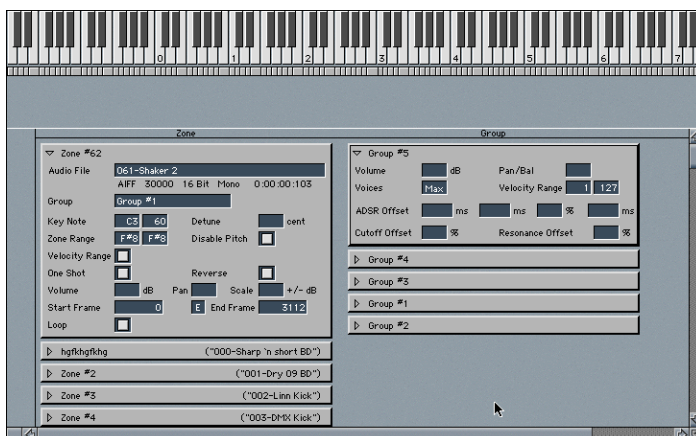 0 1 2 3 4 5 6 7
Zone
Zone #62
Audio File 061-Shaker 2
AIFF 30000 16 Bit Mono 0:00:00:103
Group Group #1
Key Note C3 60 Detune cent
Zone Range F#8 F#8 Disable Pitch
Velocity Range
One Shot Reverse
Volume dB Pan Scale +/- dB
Start Frame 0 E End Frame 3112
Loop
hgfkhgfkhg ("000-Sharp 'n short BD")
Zone #2 ("001-Dry 09 BD")
Zone #3 ("002-Linn Kick")
Zone #4 ("003-DMX Kick")
Group
Group #5
Volume dB Pan/Bal
Voices Max Velocity Range 1 127
ADSR Offset ms ms % ms
Cutoff Offset % Resonance Offset %
Group #4
Group #3
Group #1
Group #2